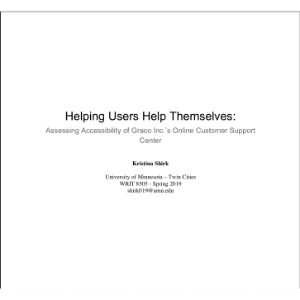 Helping Users Help Themselves:
Assessing Accessibility of Graco Inc.'s Online Customer Support
Center
Kristina Shirk
University of Minnesota – Twin Cities
WRIT 8505 - Spring 2019
shirk019@umn.edu